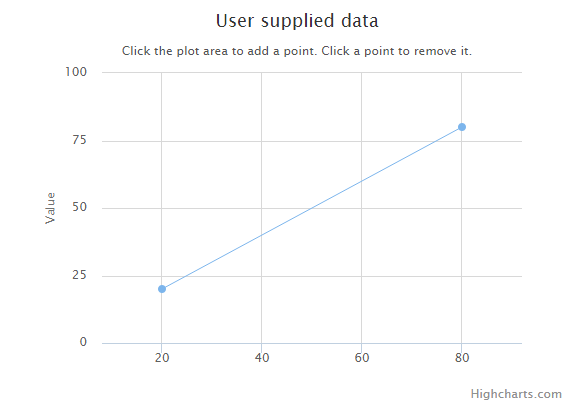 User supplied data
Click the plot area to add a point. Click a point to remove it.
100
75
50
25
0
Value
20 40 60 80
Highcharts.com